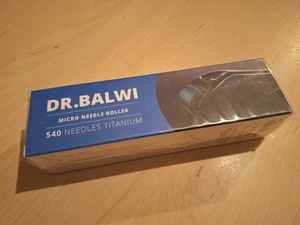 DR.BALWI
MICRO NEEDLE ROLLER
540 NEEDLES TITANIUM